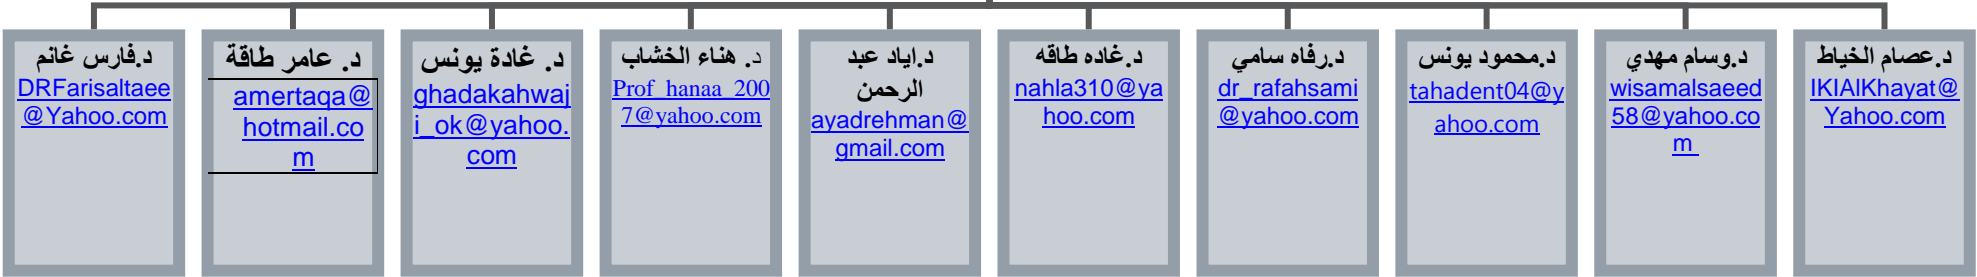 د.عصام الخياط
IKIAlKhayat@
Yahoo.com
د.وسام مهدي
wisamalsaeed
58@yahoo.co
m
د.محمود يونس
tahadent04@y
ahoo.com
د.رفاه سامي
dr_rafahsami
@yahoo.com
د.غاده طاقه
nahla310@ya
hoo.com
د.اياد عبد
الرحمن
ayadrehman@
gmail.com
د. هناء الخشاب
Prof_hanaa_200
7@yahoo.com
د. غادة يونس
ghadakahwaj
i_ok@yahoo.
com
د. عامر طاقة
amertaqa@
hotmail.co
m
د.فارس غانم
DRFarisaltaee
@Yahoo.com